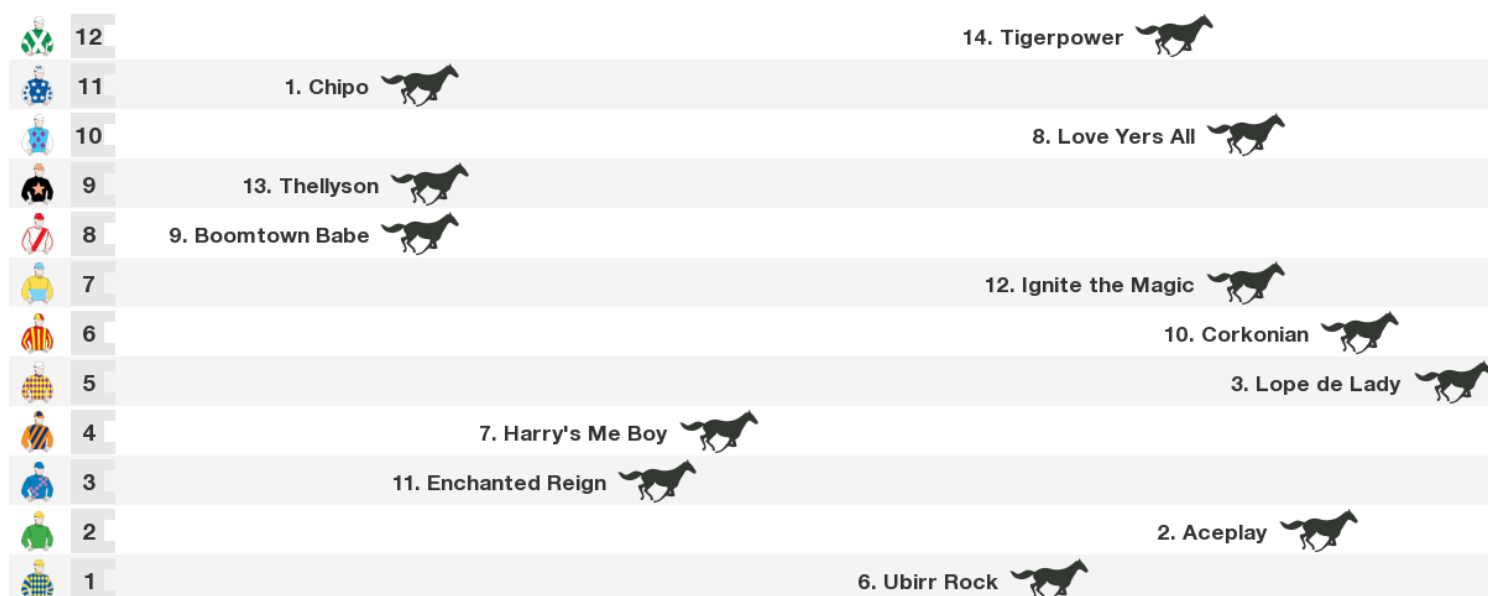 12 14. Tigerpower
11 1. Chipo
10 8. Love Yers All
9 13. Thellyson
8 9. Boomtown Babe
7 12. Ignite the Magic
6 10. Corkonian
5 3. Lope de Lady
4 7. Harry's Me Boy
3 11. Enchanted Reign
2 2. Aceplay
1 6. Ubirr Rock